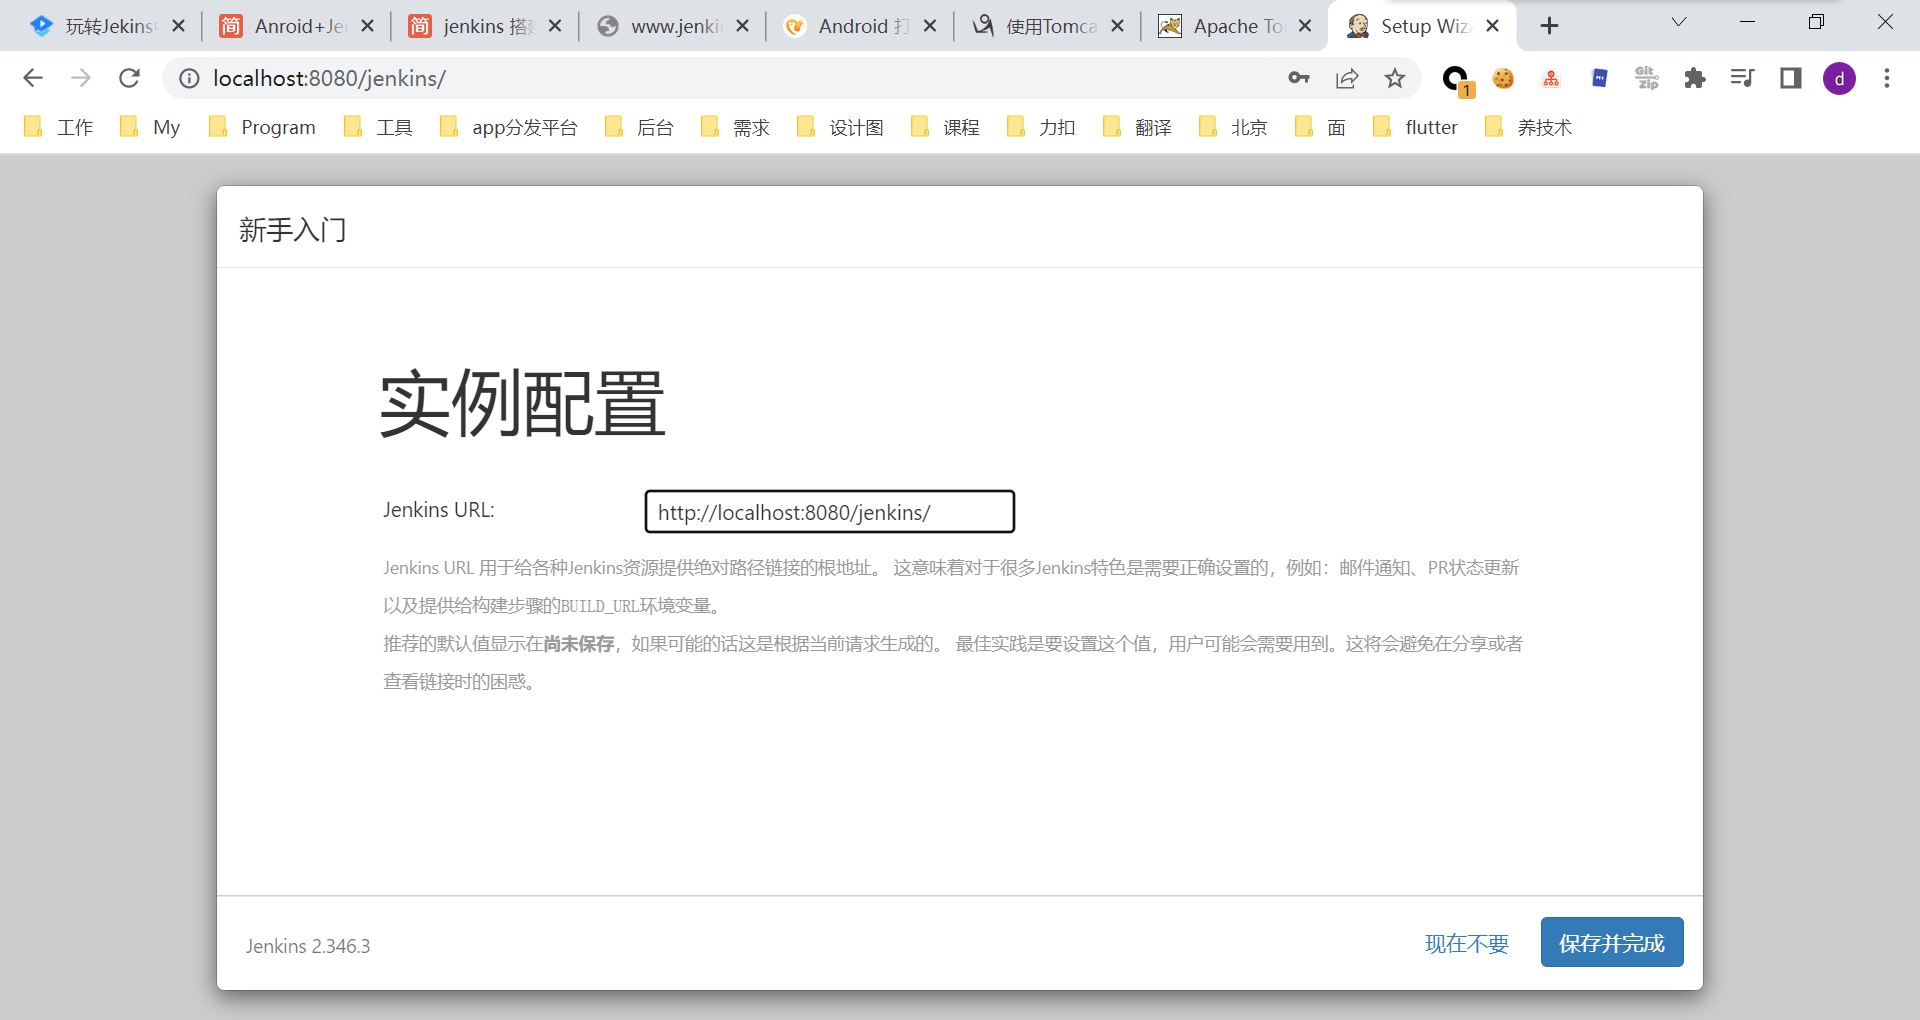 玩转Jekins
简 Anroid+Je
简 jenkins 搭
www.jenki
Android 打
使用Tomca
Apache To
Setup Wiza
localhost:8080/jenkins/
1
Git Zip
d
工作
My
Program
工具
app分发平台
后台
需求
设计图
课程
力扣
翻译
北京
面
flutter
养技术
新手入门
实例配置
Jenkins URL:
http://localhost:8080/jenkins/
Jenkins URL 用于给各种Jenkins资源提供绝对路径链接的根地址。 这意味着对于很多Jenkins特色是需要正确设置的，例如：邮件通知、PR状态更新
以及提供给构建步骤的BUILD_URL环境变量。
推荐的默认值显示在尚未保存，如果可能的话这是根据当前请求生成的。 最佳实践是要设置这个值，用户可能会需要用到。这将会避免在分享或者
查看链接时的困惑。
Jenkins 2.346.3
现在不要
保存并完成